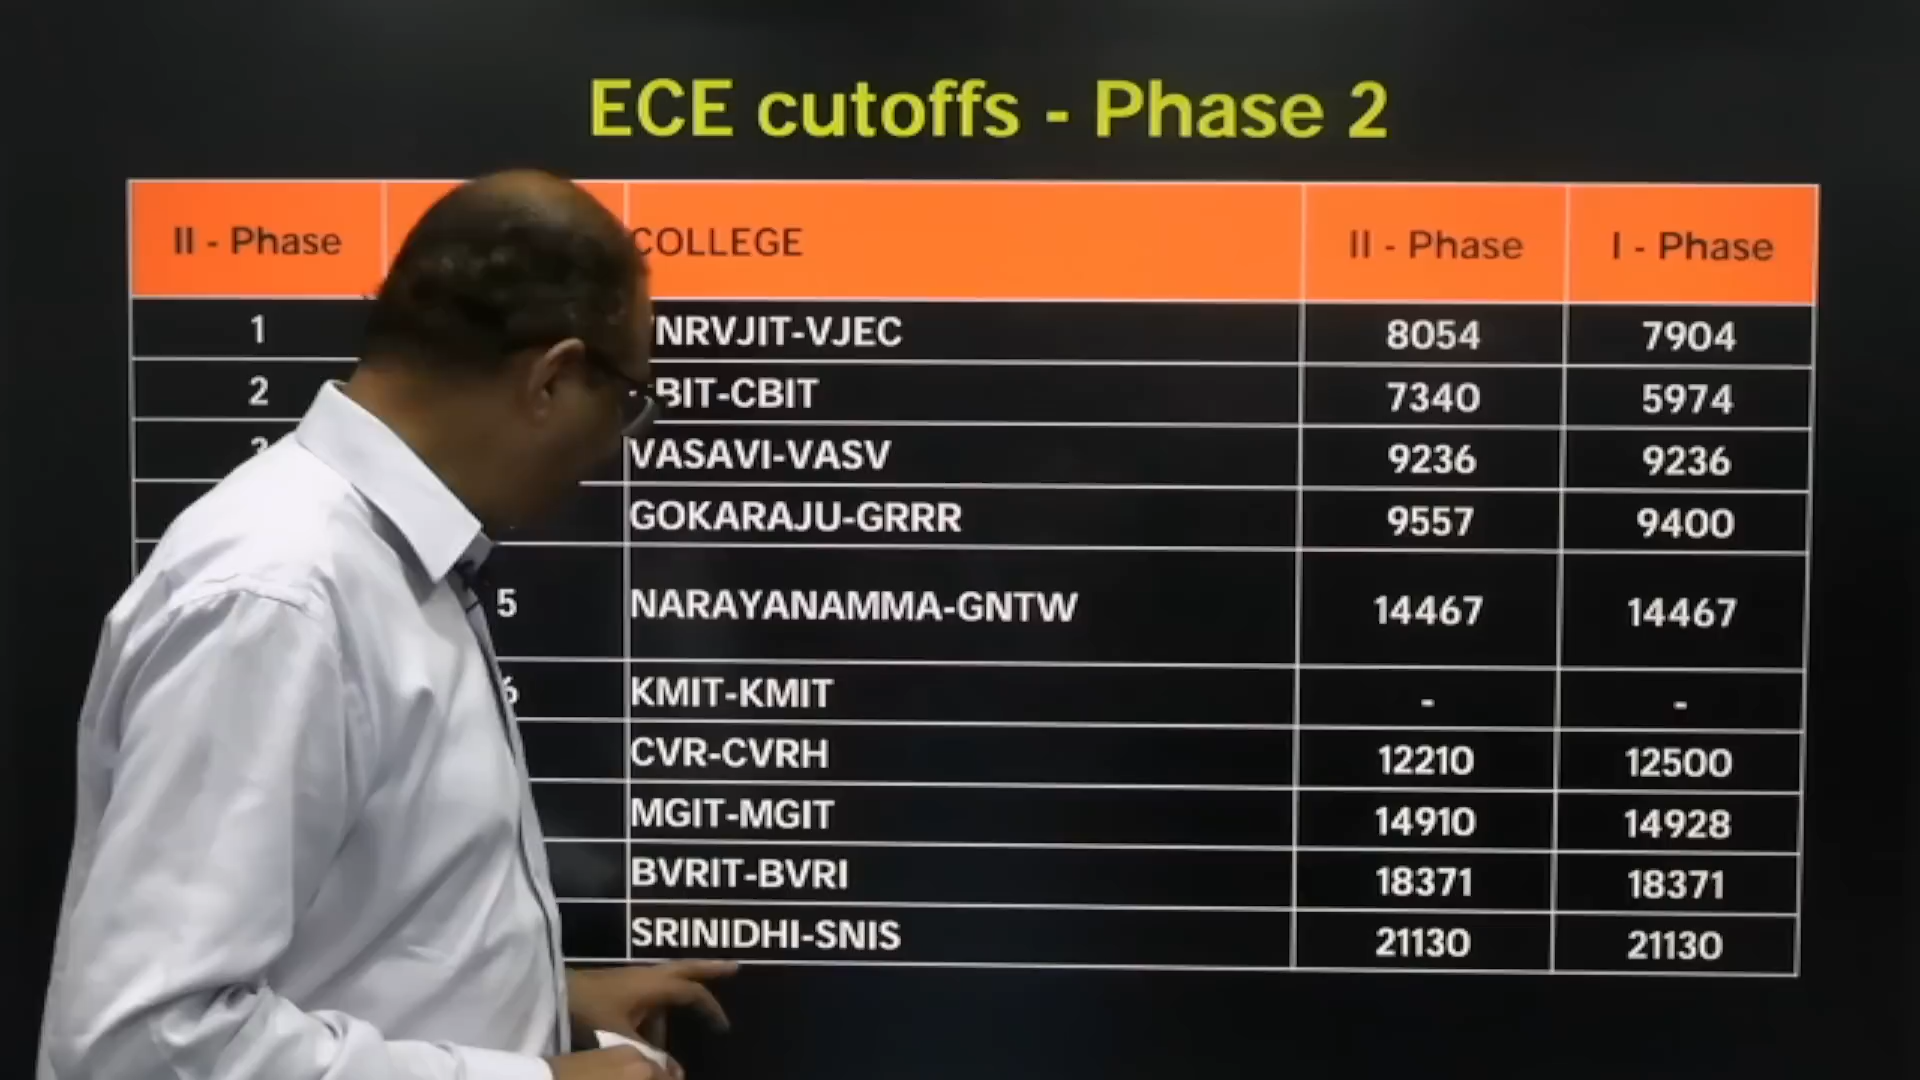 ECE cutoffs - Phase 2
II - Phase COLLEGE II - Phase I - Phase
1 NRVJIT-VJEC 8054 7904
2 BIT-CBIT 7340 5974
VASAVI-VASV 9236 9236
GOKARAJU-GRRR 9557 9400
5 NARAYANAMMA-GNTW 14467 14467
6 KMIT-KMIT - -
CVR-CVRH 12210 12500
MGIT-MGIT 14910 14928
BVRIT-BVRI 18371 18371
SRINIDHI-SNIS 21130 21130